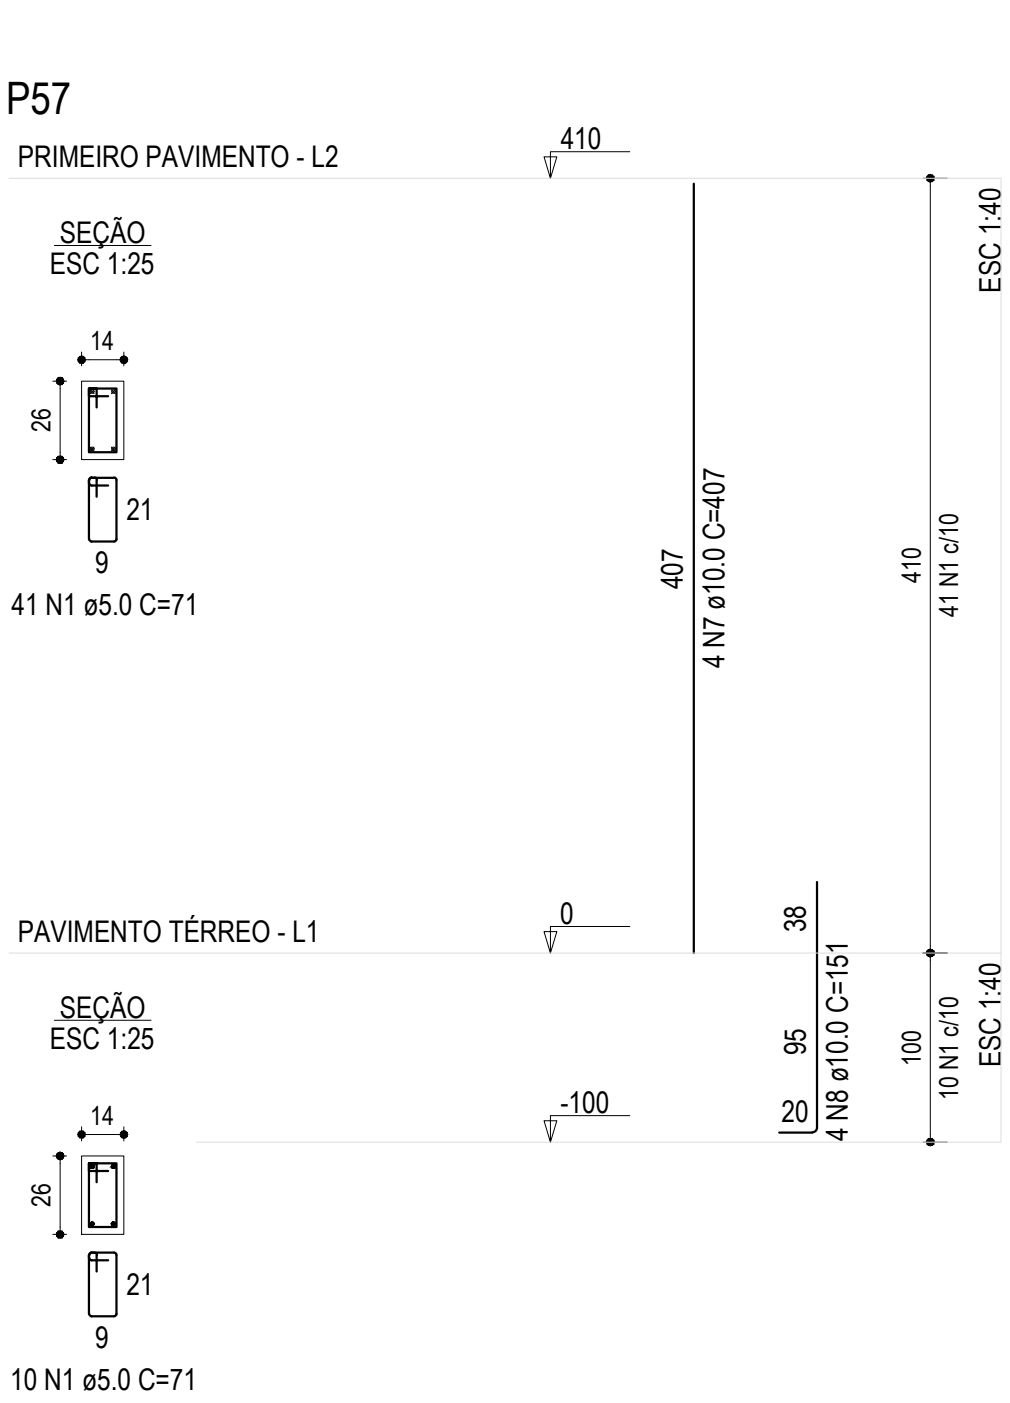 P57
PRIMEIRO PAVIMENTO - L2
410
SEÇÃO
ESC 1:25
ESC 1:40
14
26
21
9
41 N1 ø5.0 C=71
407
4 N7 ø10.0 C=407
410
41 N1 c/10
PAVIMENTO TÉRREO - L1
0
38
95
20
4 N8 ø10.0 C=151
100
10 N1 c/10
ESC 1:40
SEÇÃO
ESC 1:25
-100
14
26
21
9
10 N1 ø5.0 C=71